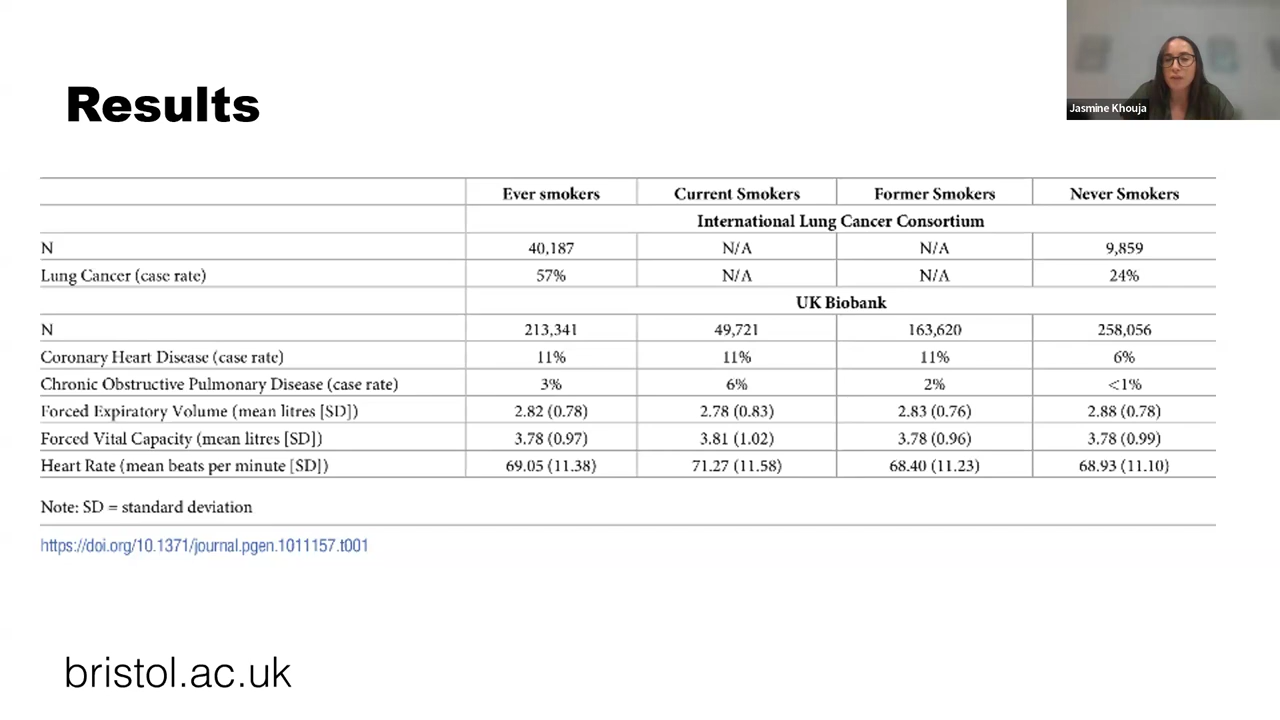 Jasmine Khouja
Results
Ever smokers Current Smokers Former Smokers Never Smokers
International Lung Cancer Consortium
N 40,187 N/A N/A 9,859
Lung Cancer (case rate) 57% N/A N/A 24%
UK Biobank
N 213,341 49,721 163,620 258,056
Coronary Heart Disease (case rate) 11% 11% 11% 6%
Chronic Obstructive Pulmonary Disease (case rate) 3% 6% 2% <1%
Forced Expiratory Volume (mean litres [SD]) 2.82 (0.78) 2.78 (0.83) 2.83 (0.76) 2.88 (0.78)
Forced Vital Capacity (mean litres [SD]) 3.78 (0.97) 3.81 (1.02) 3.78 (0.96) 3.78 (0.99)
Heart Rate (mean beats per minute [SD]) 69.05 (11.38) 71.27 (11.58) 68.40 (11.23) 68.93 (11.10)
Note: SD = standard deviation
https://doi.org/10.1371/journal.pgen.1011157.t001
bristol.ac.uk